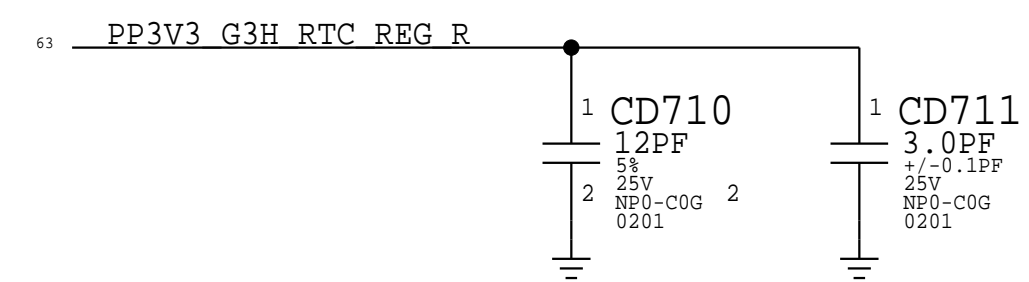 63 PP3V3_G3H_RTC_REG_R
1 CD710
12PF
5%
25V
2 NP0-C0G
0201
1 CD711
3.0PF
+/-0.1PF
25V
2 NP0-C0G
0201